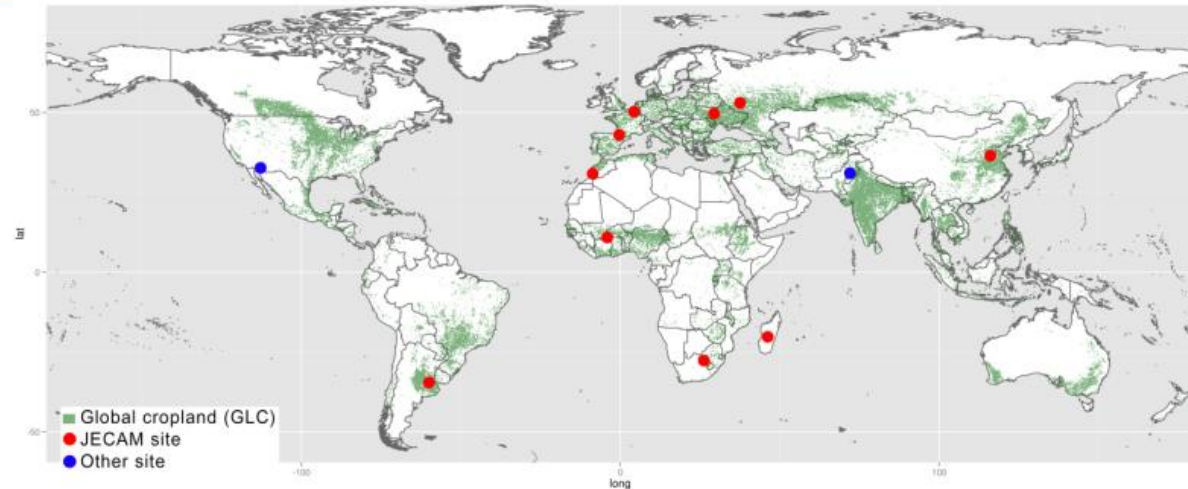 lat
50
0
-50
Global cropland (GLC)
JECAM site
Other site
-100
0
100
long